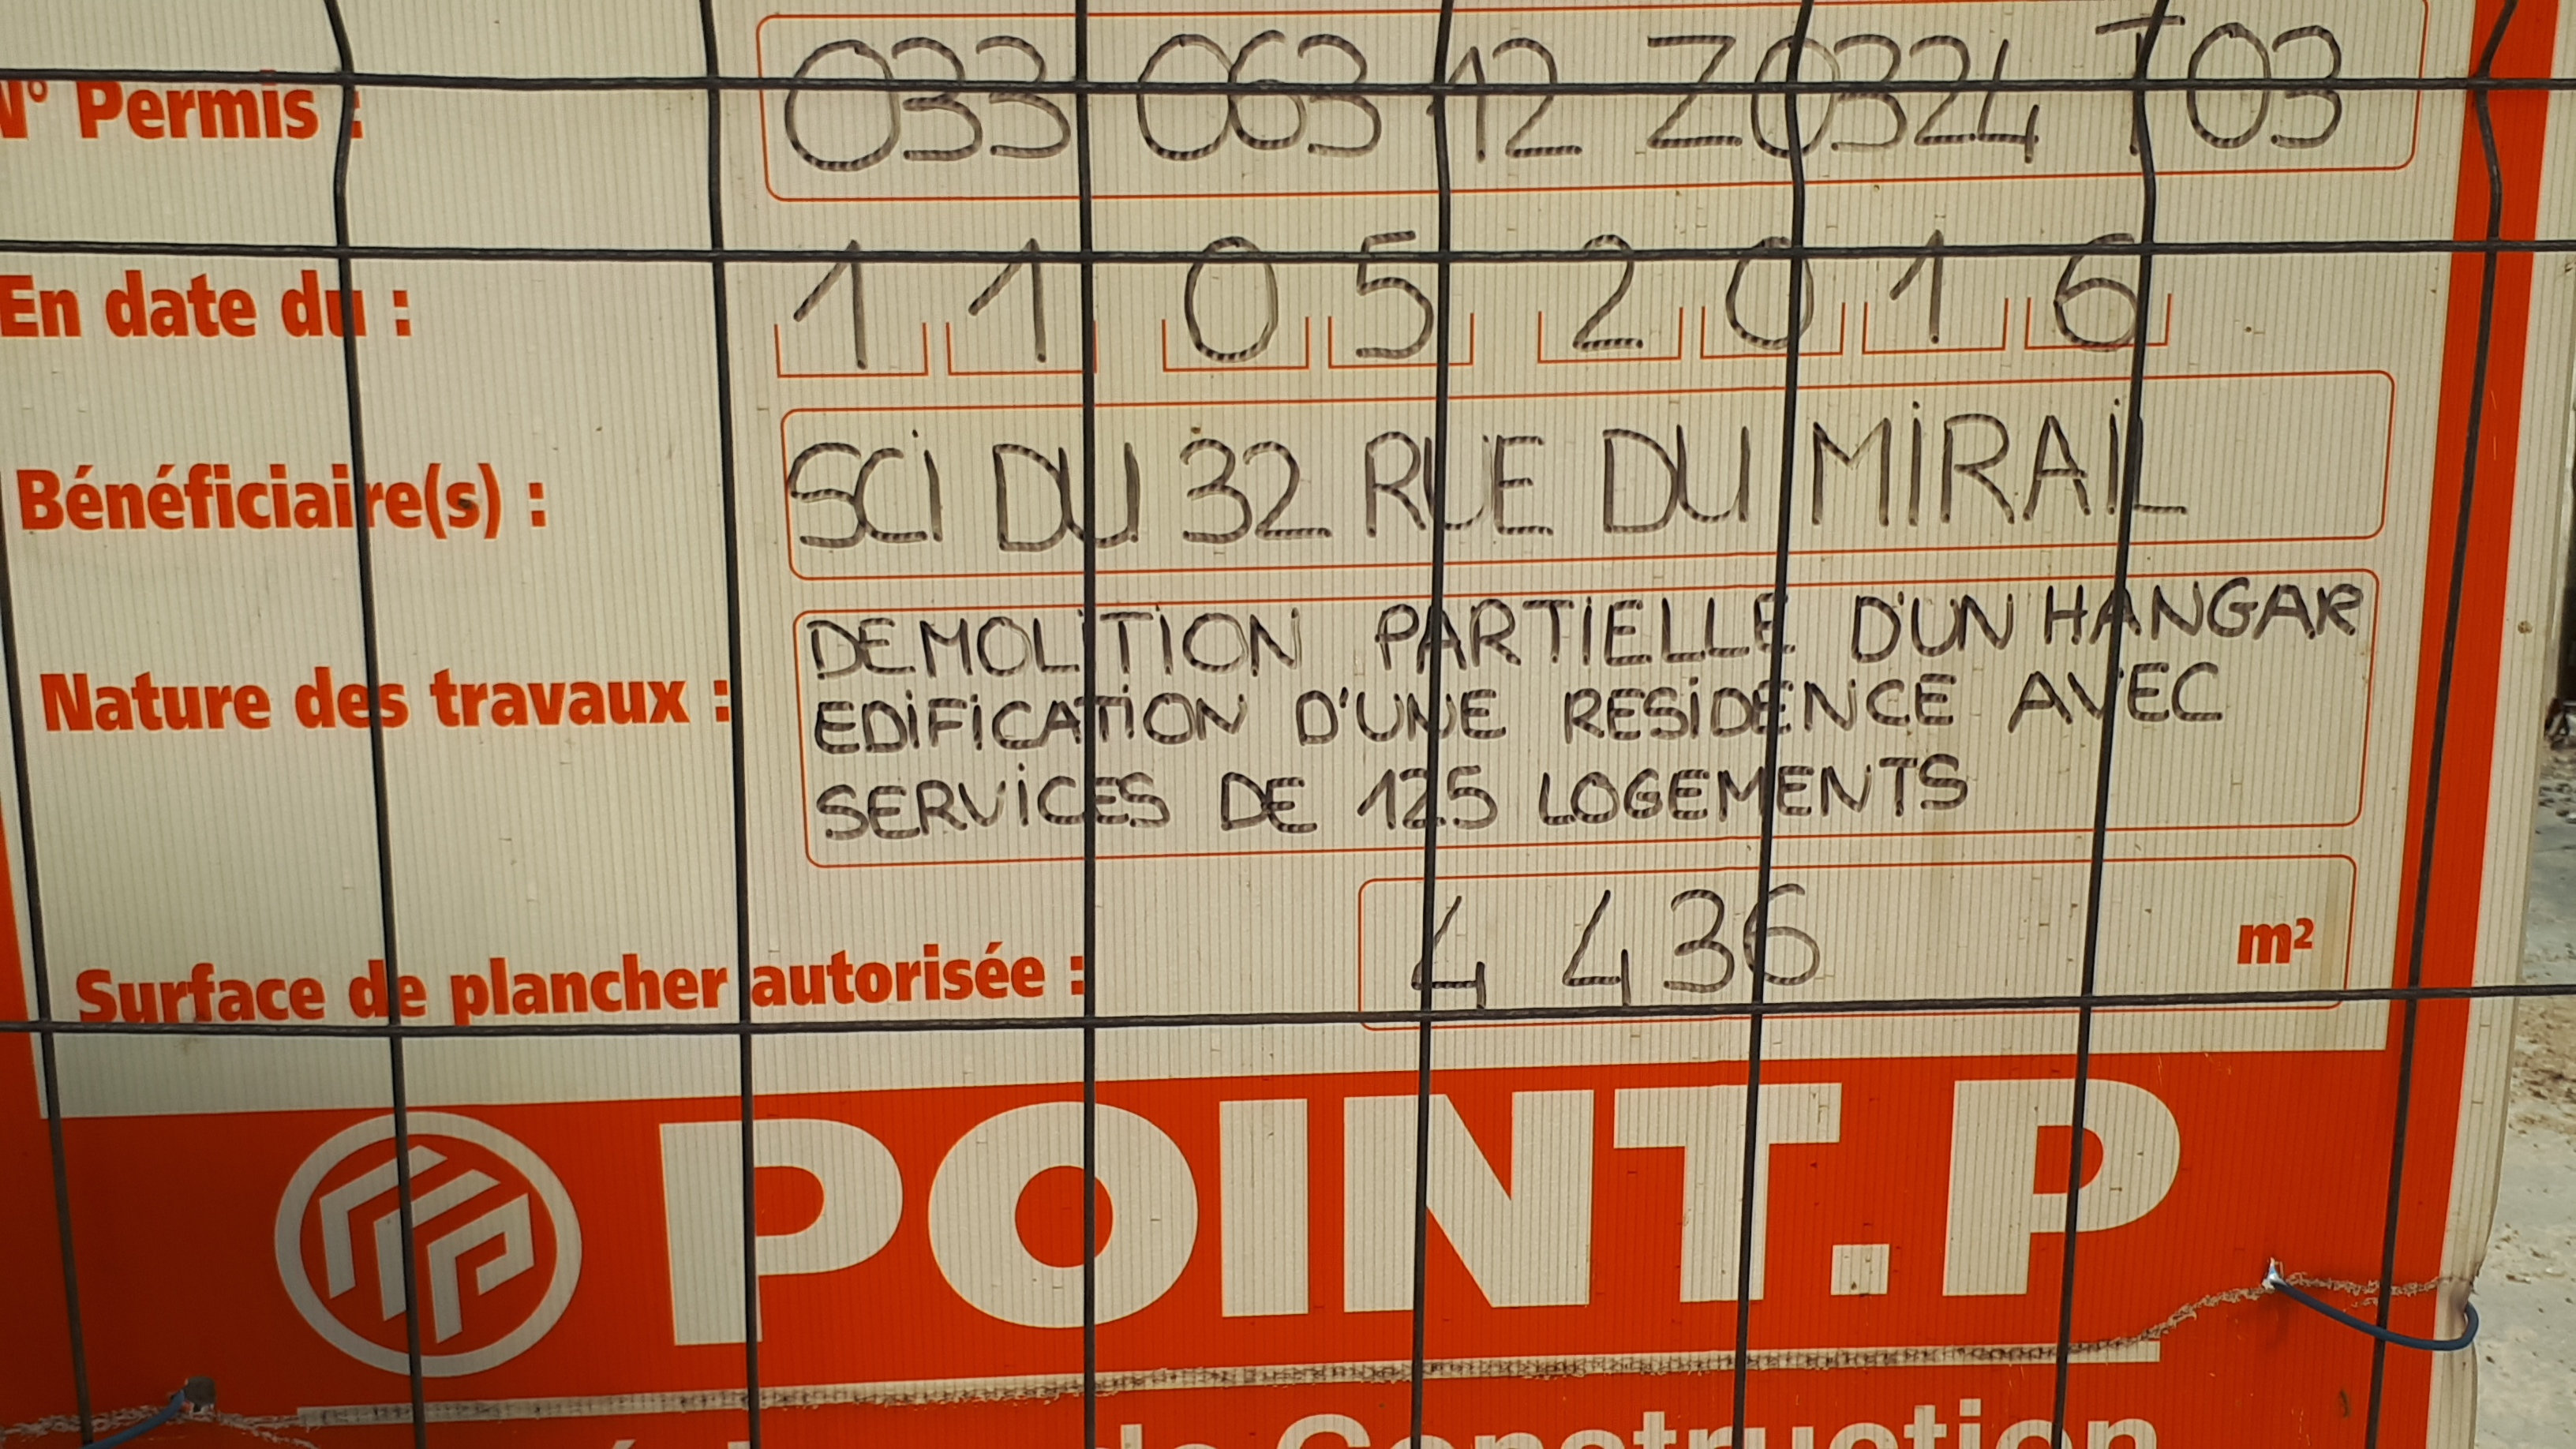 N° Permis : 033 063 12 Z0324 T03
En date du : 11 05 2016
Bénéficiaire(s) : SCI DU 32 RUE DU MIRAIL
Nature des travaux : DEMOLITION PARTIELLE D'UN HANGAR
EDIFICATION D'UNE RESIDENCE AVEC
SERVICES DE 125 LOGEMENTS
Surface de plancher autorisée : 4 436 m²
POINT.P
de Construction